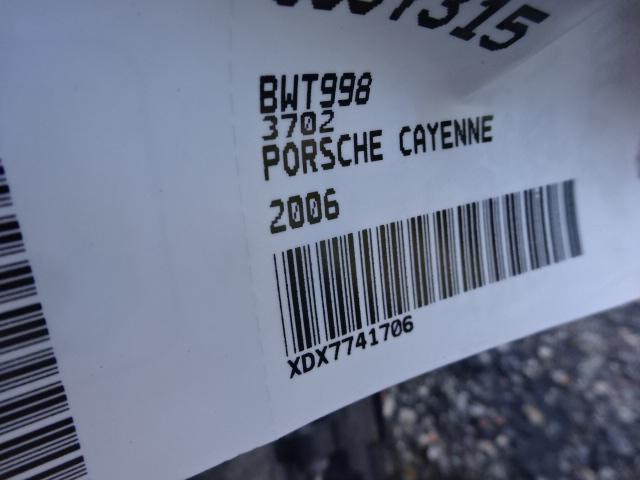 BWT998
3702
PORSCHE CAYENNE
2006
XDX7741706